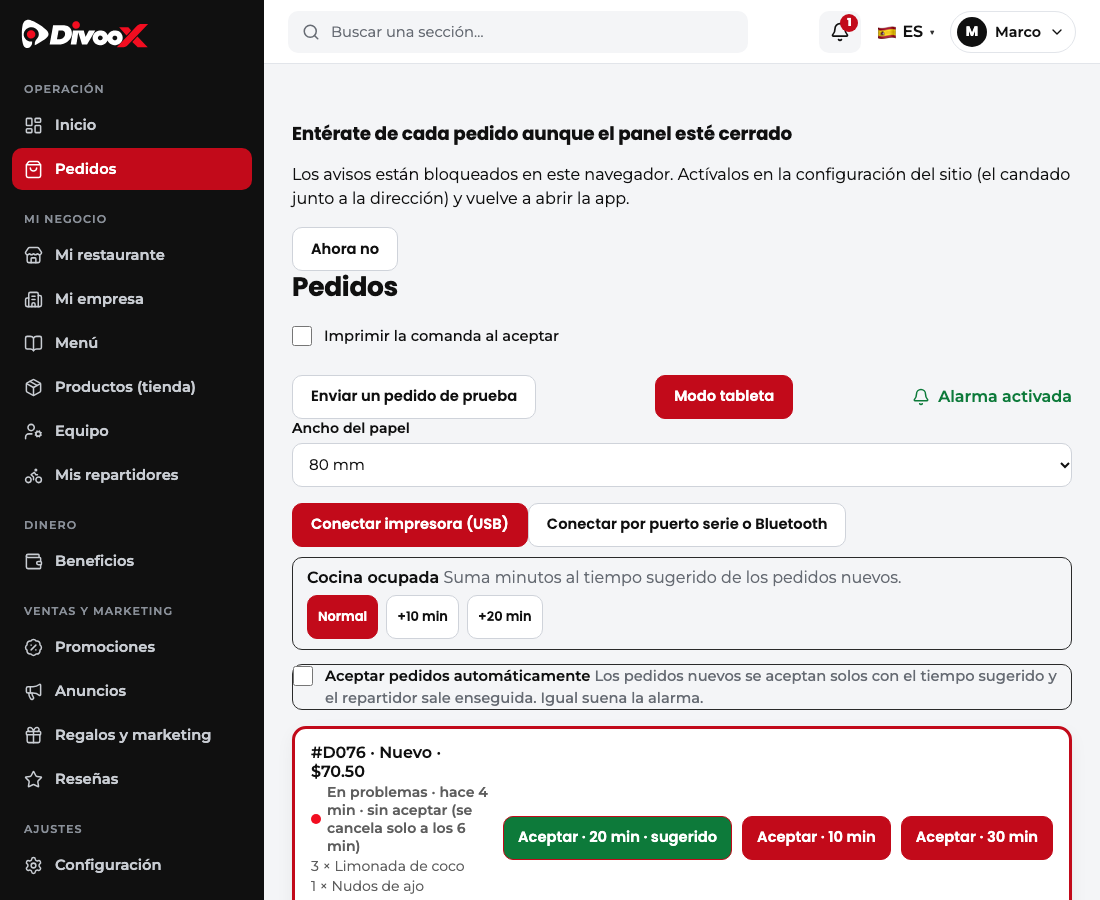 DivooX
Buscar una sección...
1
ES
M
Marco
OPERACIÓN
Inicio
Pedidos
MI NEGOCIO
Mi restaurante
Mi empresa
Menú
Productos (tienda)
Equipo
Mis repartidores
DINERO
Beneficios
VENTAS Y MARKETING
Promociones
Anuncios
Regalos y marketing
Reseñas
AJUSTES
Configuración
Entérate de cada pedido aunque el panel esté cerrado
Los avisos están bloqueados en este navegador. Actívalos en la configuración del sitio (el candado
junto a la dirección) y vuelve a abrir la app.
Ahora no
Pedidos
Imprimir la comanda al aceptar
Enviar un pedido de prueba
Modo tableta
Alarma activada
Ancho del papel
80 mm
Conectar impresora (USB)
Conectar por puerto serie o Bluetooth
Cocina ocupada Suma minutos al tiempo sugerido de los pedidos nuevos.
Normal
+10 min
+20 min
Aceptar pedidos automáticamente Los pedidos nuevos se aceptan solos con el tiempo sugerido y
el repartidor sale enseguida. Igual suena la alarma.
#D076 · Nuevo ·
$70.50
En problemas · hace 4
min · sin aceptar (se
cancela solo a los 6
min)
3 × Limonada de coco
1 × Nudos de ajo
Aceptar · 20 min · sugerido
Aceptar · 10 min
Aceptar · 30 min